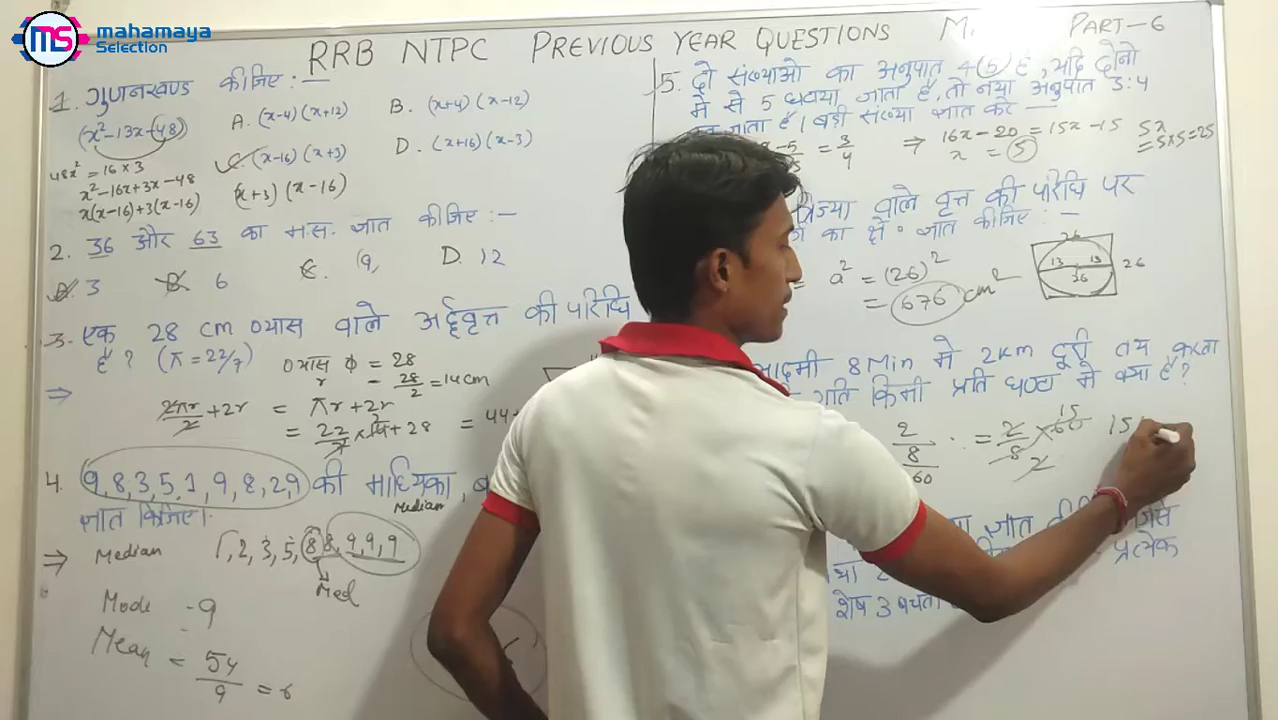 mahamaya
Selection
RRB NTPC PREVIOUS YEAR QUESTIONS M. PART-6
1. गुणनखण्ड कीजिए :-
(x²-13x-48)
A. (x-4)(x+12) B. (x+4)(x-12)
C. (x-16)(x+3) D. (x+16)(x-3)
48x² = 16 x 3
x²-16x+3x-48
x(x-16)+3(x-16) (x+3)(x-16)
2. 36 और 63 का म.स. ज्ञात कीजिए :-
A. 3 B. 6 C. 9 D. 12
3. एक 28 cm व्यास वाले अर्द्धवृत्त की परिधि
है ? (π = 22/7) व्यास φ = 28
r = 28/2 = 14cm
⇒ 2πr/2 + 2r = πr+2r
= 22/7 x 14 + 28 = 44+
4. 9,8,3,5,1,9,8,2,9 की माध्यिका,
Median
ज्ञात किजिए।
⇒ Median 1,2,3,5,8,8,9,9,9
Med
Mode - 9
Mean = 54/9 = 6
5. दो संख्याओ का अनुपात 4(5) है, यदि दोनो
में से 5 घटाया जाता है, तो नया अनुपात 3:4
जाता है। बड़ी संख्या ज्ञात करे
-5 = 3/4 ⇒ 16x-20 = 15x-15
x = 5
5x
= 5x5=25
वाले वृत्त की परिधि पर
का क्षे॰ ज्ञात कीजिए :-
a² = (26)²
= 676 cm²
26
13 13
26
26
8 Min मे 2Km दूरी तय करता
गति किमी प्रति घण्टा मे क्या है ?
2/8/60 = 2/8 x 60 15
2
15
ज्ञात
प्रत्येक
शेष 3 बचता